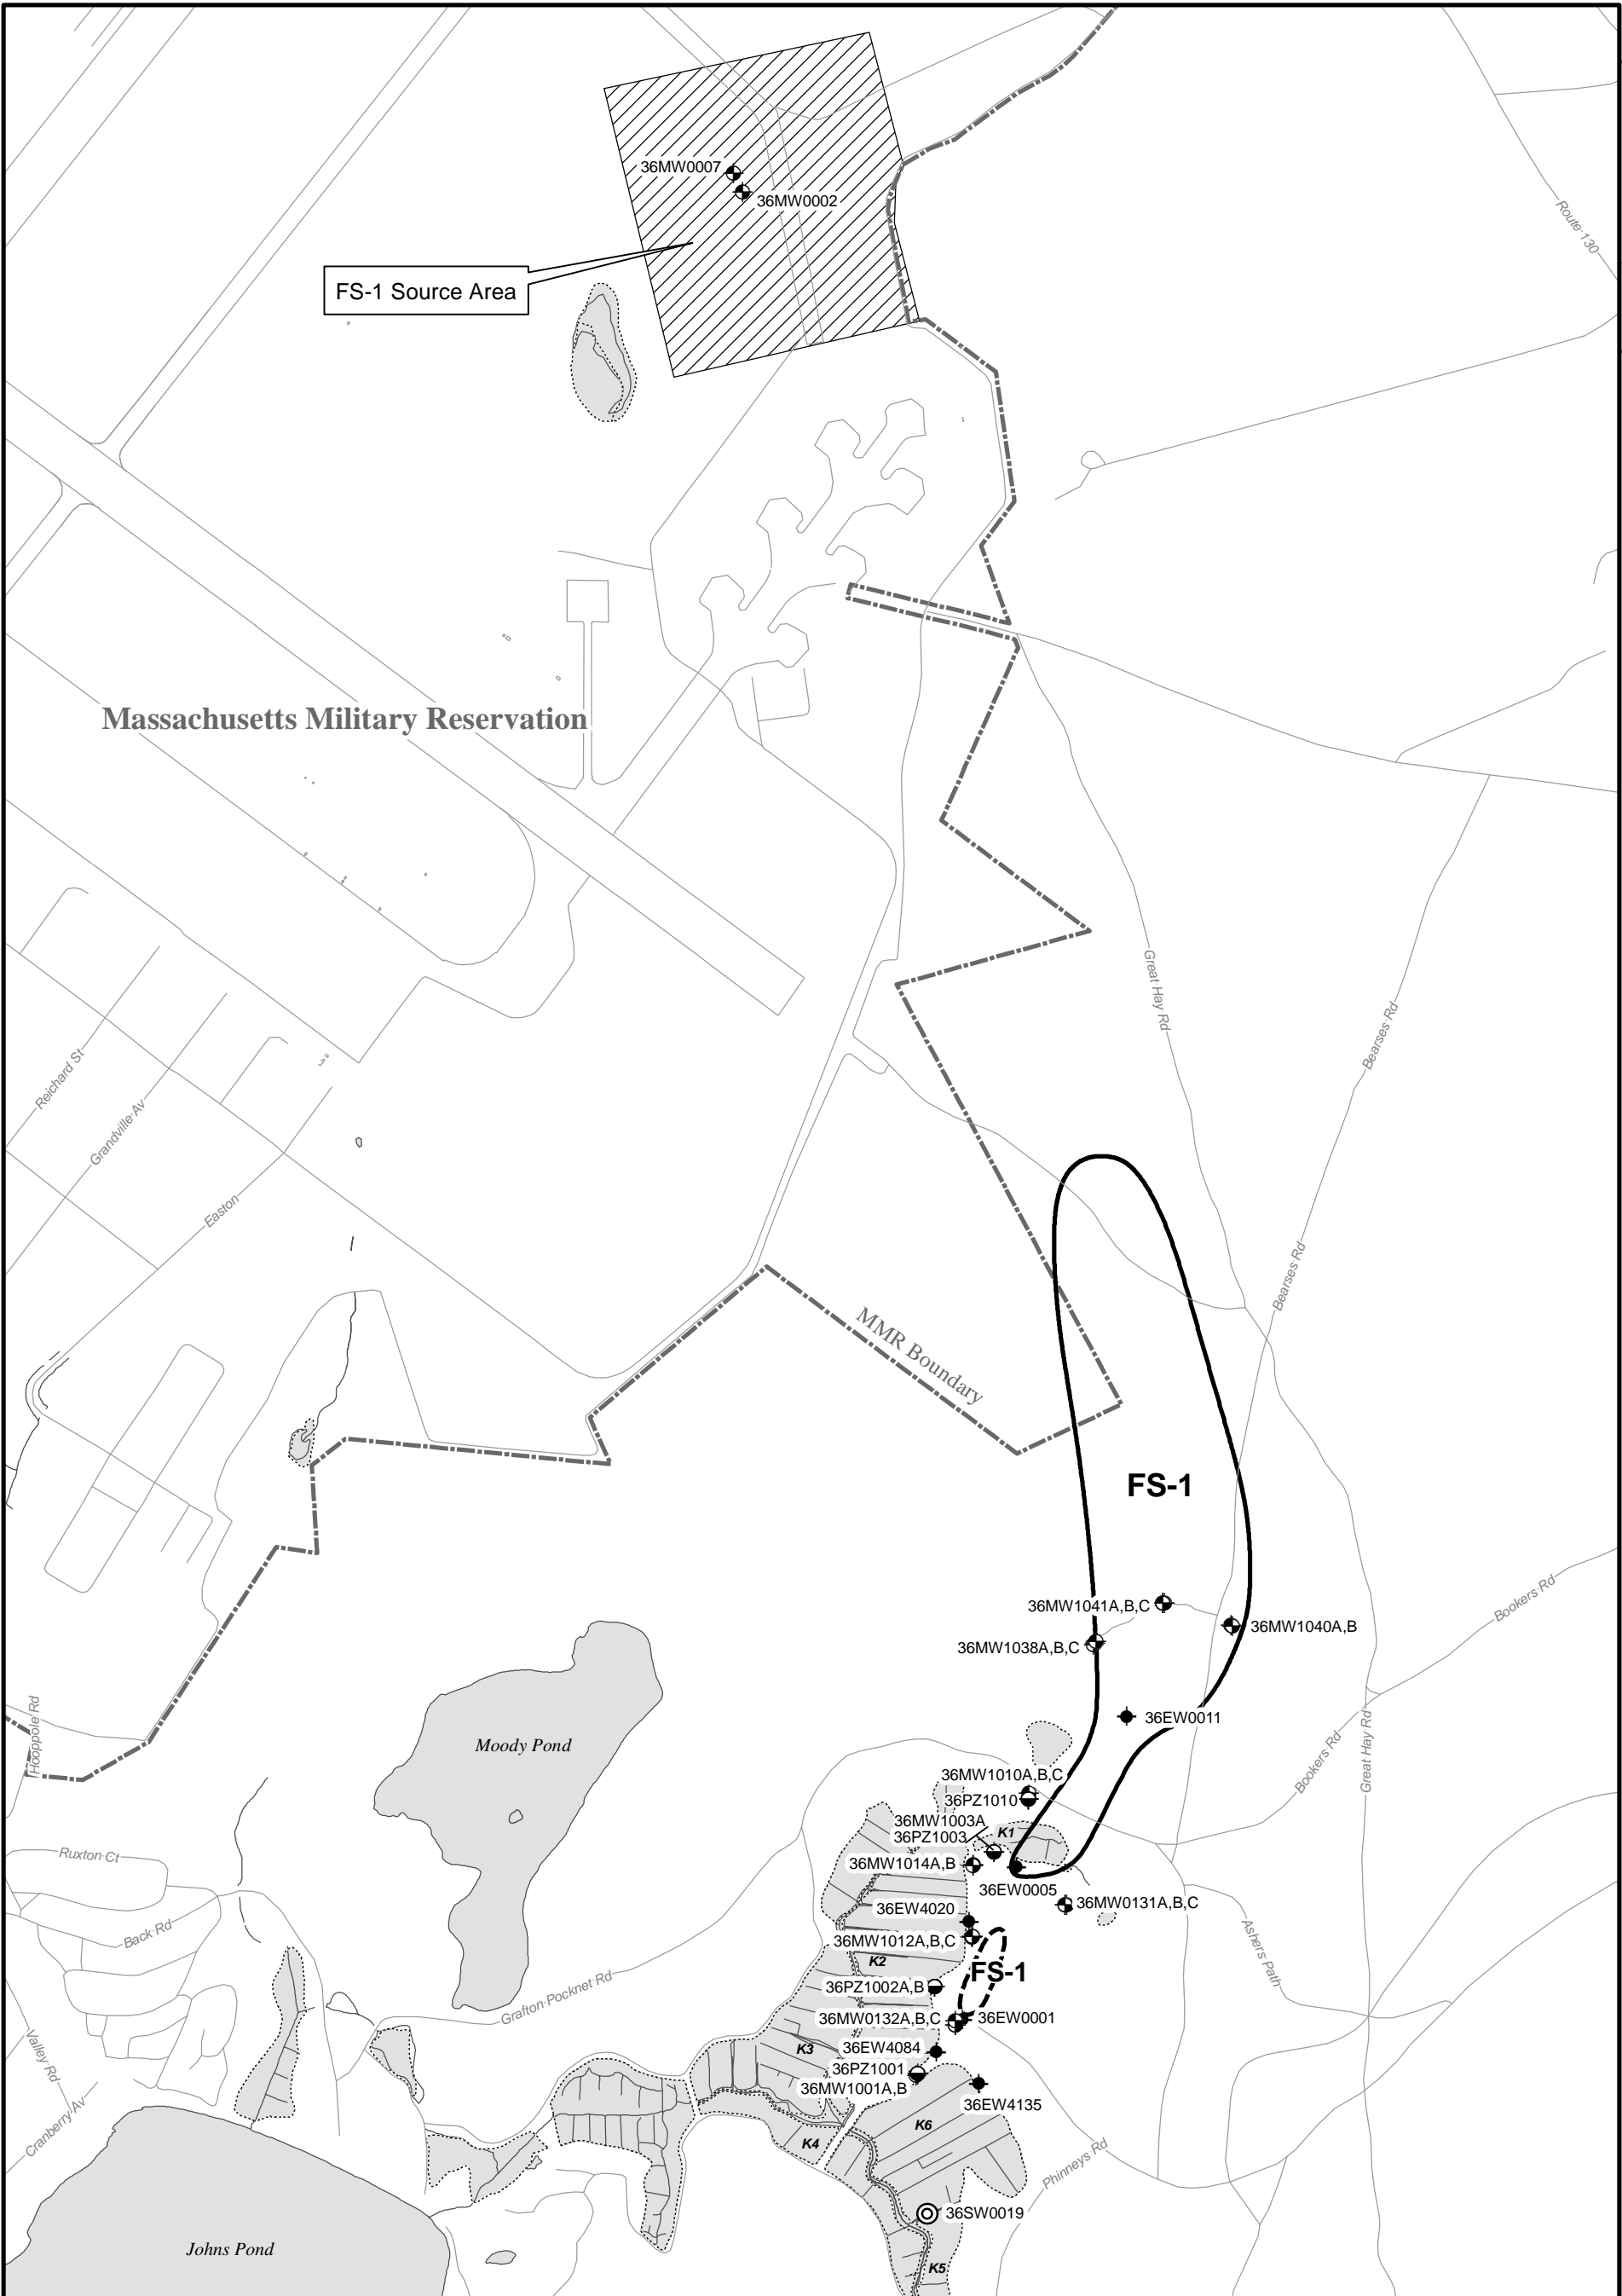 36MW0007
36MW0002
Route 130
FS-1 Source Area
Massachusetts Military Reservation
Great Hay Rd
Bearses Rd
Reichard St
Grandville Av
Easton
Bearses Rd
MMR Boundary
FS-1
36MW1041A,B,C
36MW1040A,B
36MW1038A,B,C
Bookers Rd
36EW0011
Hooppole Rd
Moody Pond
Bookers Rd
Great Hay Rd
36MW1010A,B,C
36PZ1010
36MW1003A
36PZ1003
K1
Ruxton Ct
36MW1014A,B
36EW0005
36MW0131A,B,C
36EW4020
Back Rd
36MW1012A,B,C
Ashers Path
K2
FS-1
36PZ1002A,B
Grafton Pocknet Rd
36MW0132A,B,C
36EW0001
Valley Rd
K3
36EW4084
36PZ1001
36MW1001A,B
36EW4135
Cranberry Av
K6
K4
Phinneys Rd
36SW0019
Johns Pond
K5